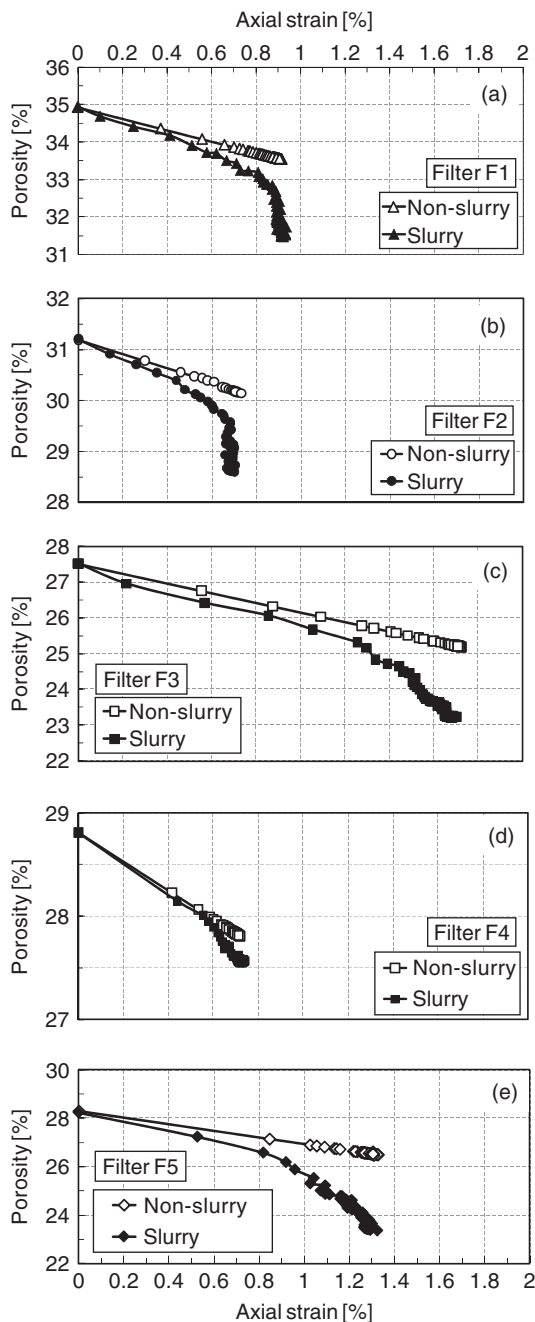 Axial strain [%]
0 0.2 0.4 0.6 0.8 1 1.2 1.4 1.6 1.8 2
Porosity [%]
36
35
34
33
32
31
(a)
Filter F1
Non-slurry
Slurry
Porosity [%]
32
31
30
29
28
(b)
Filter F2
Non-slurry
Slurry
Porosity [%]
28
27
26
25
24
23
22
(c)
Filter F3
Non-slurry
Slurry
Porosity [%]
29
28
27
(d)
Filter F4
Non-slurry
Slurry
Porosity [%]
30
28
26
24
22
(e)
Filter F5
Non-slurry
Slurry
0 0.2 0.4 0.6 0.8 1 1.2 1.4 1.6 1.8 2
Axial strain [%]